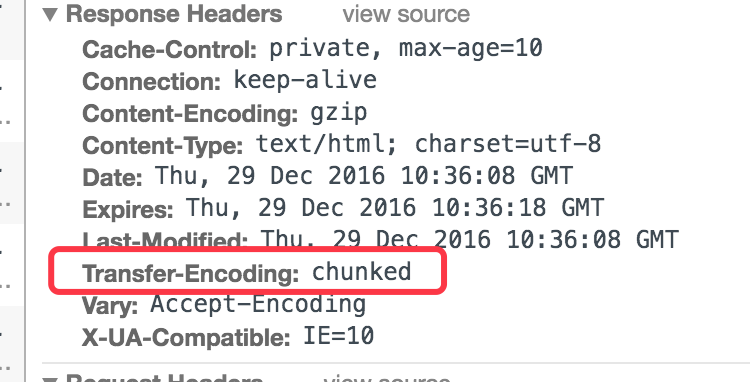 ▼ Response Headers view source
Cache-Control: private, max-age=10
Connection: keep-alive
Content-Encoding: gzip
Content-Type: text/html; charset=utf-8
Date: Thu, 29 Dec 2016 10:36:08 GMT
Expires: Thu, 29 Dec 2016 10:36:18 GMT
Last-Modified: Thu, 29 Dec 2016 10:36:08 GMT
Transfer-Encoding: chunked
Vary: Accept-Encoding
X-UA-Compatible: IE=10
▼ Request Headers view source